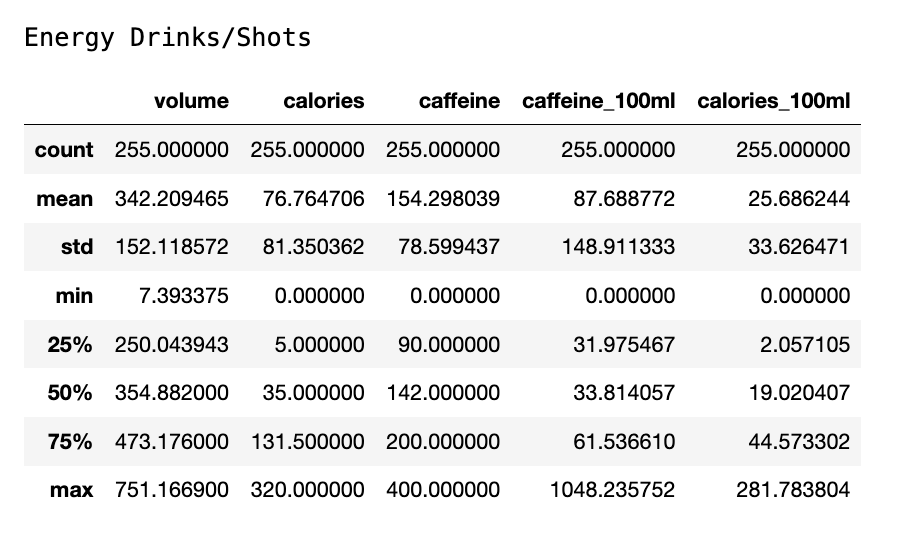 Energy Drinks/Shots
volume calories caffeine caffeine_100ml calories_100ml
count 255.000000 255.000000 255.000000 255.000000 255.000000
mean 342.209465 76.764706 154.298039 87.688772 25.686244
std 152.118572 81.350362 78.599437 148.911333 33.626471
min 7.393375 0.000000 0.000000 0.000000 0.000000
25% 250.043943 5.000000 90.000000 31.975467 2.057105
50% 354.882000 35.000000 142.000000 33.814057 19.020407
75% 473.176000 131.500000 200.000000 61.536610 44.573302
max 751.166900 320.000000 400.000000 1048.235752 281.783804